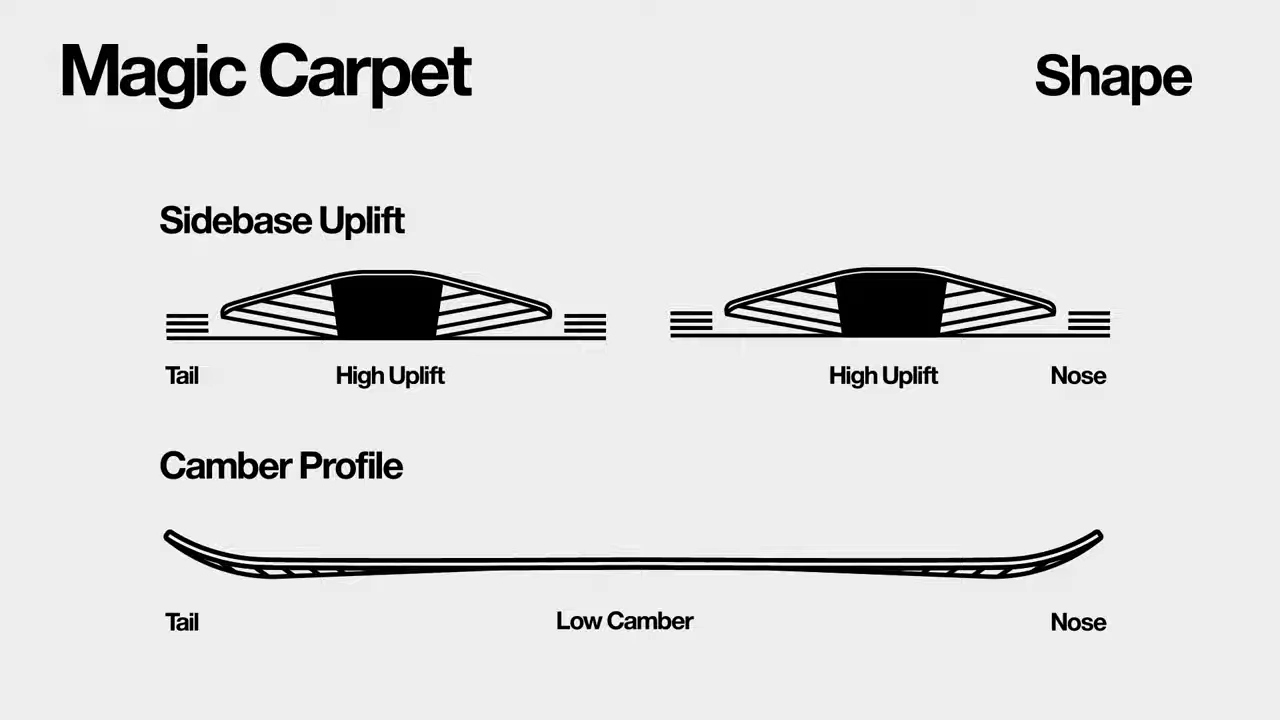 Magic Carpet
Shape
Sidebase Uplift
Tail
High Uplift
High Uplift
Nose
Camber Profile
Tail
Low Camber
Nose